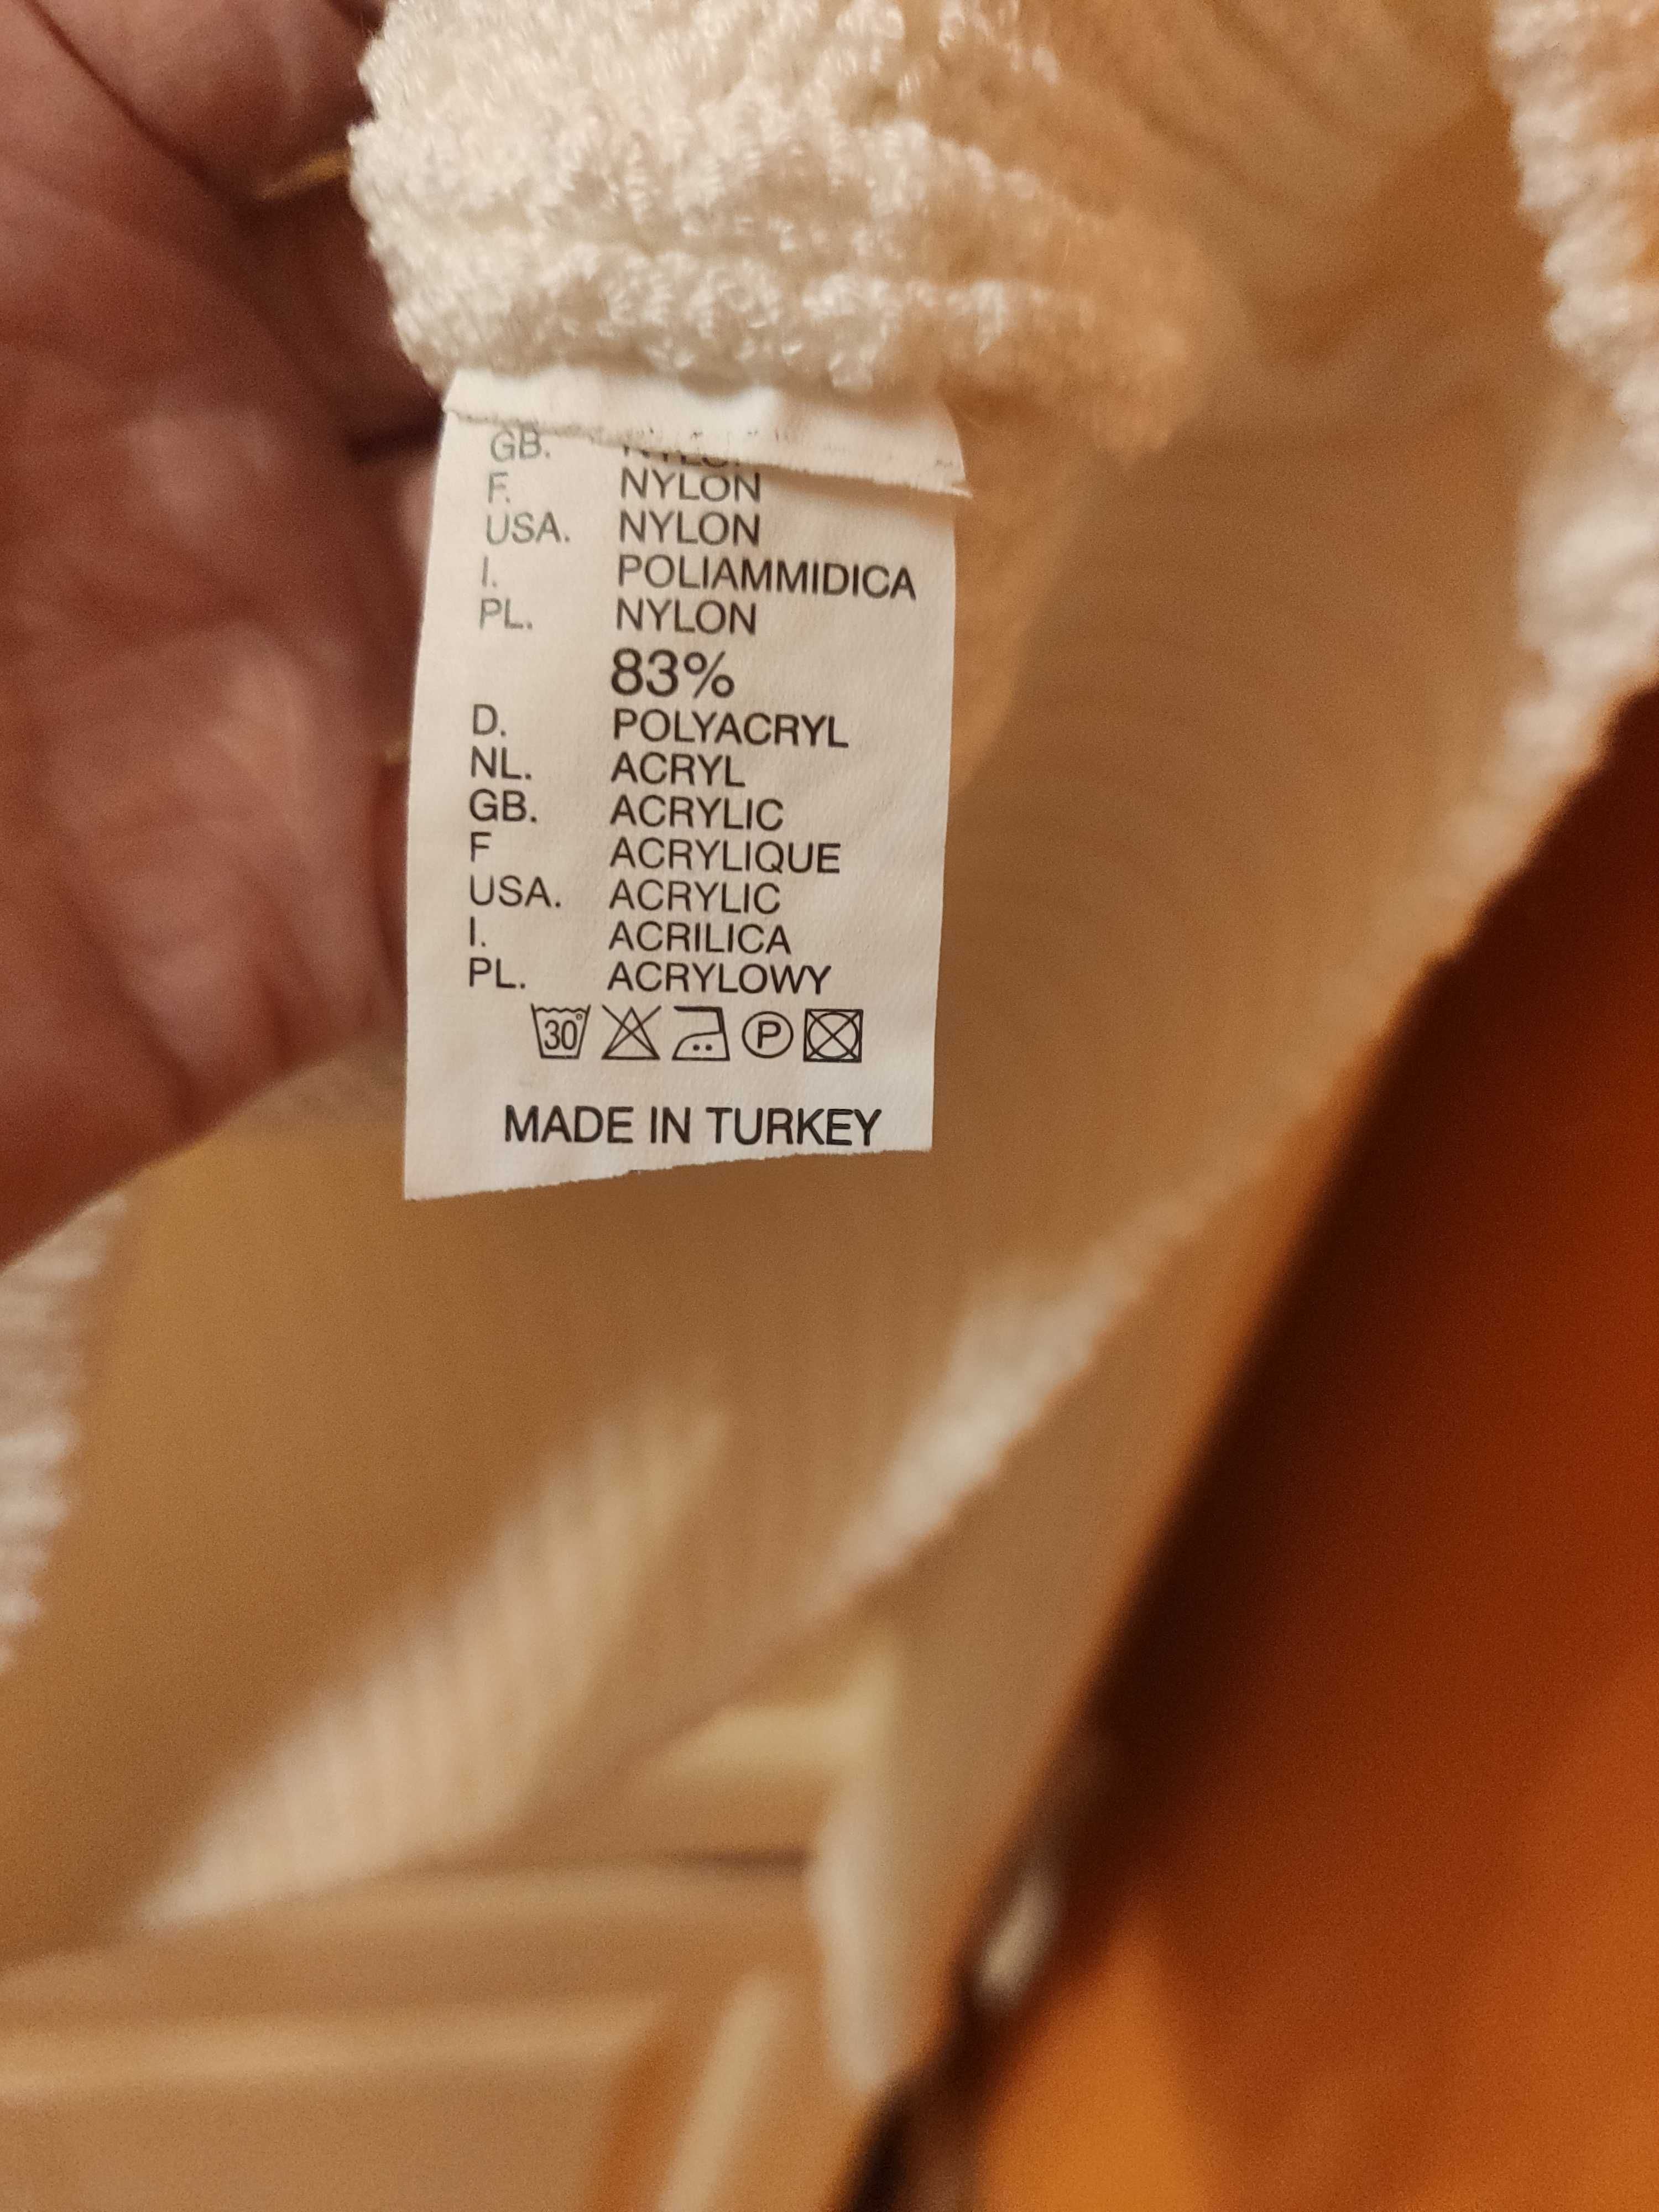 GB.
F. NYLON
USA. NYLON
I. POLIAMMIDICA
PL. NYLON
83%
D. POLYACRYL
NL. ACRYL
GB. ACRYLIC
F ACRYLIQUE
USA. ACRYLIC
I. ACRILICA
PL. ACRYLOWY
30° P
MADE IN TURKEY